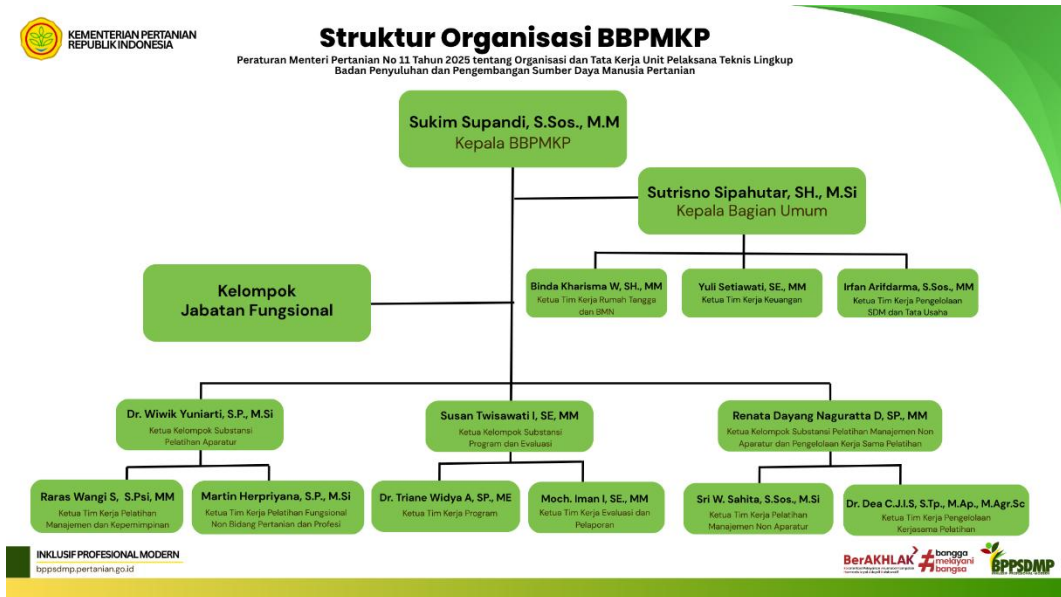 KEMENTERIAN PERTANIAN
REPUBLIK INDONESIA
Struktur Organisasi BBPMKP
Peraturan Menteri Pertanian No 11 Tahun 2025 tentang Organisasi dan Tata Kerja Unit Pelaksana Teknis Lingkup
Badan Penyuluhan dan Pengembangan Sumber Daya Manusia Pertanian
Sukim Supandi, S.Sos., M.M
Kepala BBPMKP
Sutrisno Sipahutar, SH., M.Si
Kepala Bagian Umum
Binda Kharisma W, SH., MM
Ketua Tim Kerja Rumah Tangga
dan BMN
Yuli Setiawati, SE., MM
Ketua Tim Kerja Keuangan
Irfan Arifdarma, S.Sos., MM
Ketua Tim Kerja Pengelolaan
SDM dan Tata Usaha
Kelompok
Jabatan Fungsional
Dr. Wiwik Yuniarti, S.P., M.Si
Ketua Kelompok Substansi
Pelatihan Aparatur
Susan Twisawati I, SE, MM
Ketua Kelompok Substansi
Program dan Evaluasi
Renata Dayang Naguratta D, SP., MM
Ketua Kelompok Substansi Pelatihan Manajemen Non
Aparatur dan Pengelolaan Kerja Sama Pelatihan
Raras Wangi S, S.Psi, MM
Ketua Tim Kerja Pelatihan
Manajemen dan Kepemimpinan
Martin Herpriyana, S.P., M.Si
Ketua Tim Kerja Pelatihan Fungsional
Non Bidang Pertanian dan Profesi
Dr. Triane Widya A, SP., ME
Ketua Tim Kerja Program
Moch. Iman I, SE., MM
Ketua Tim Kerja Evaluasi dan
Pelaporan
Sri W. Sahita, S.Sos., M.Si
Ketua Tim Kerja Pelatihan
Manajemen Non Aparatur
Dr. Dea C.J.I.S, S.Tp., M.Ap., M.Agr.Sc
Ketua Tim Kerja Pengelolaan
Kerjasama Pelatihan
INKLUSIF PROFESIONAL MODERN
bppsdmp.pertanian.go.id
BerAKHLAK
#bangga
melayani
bangsa
BPPSDMP